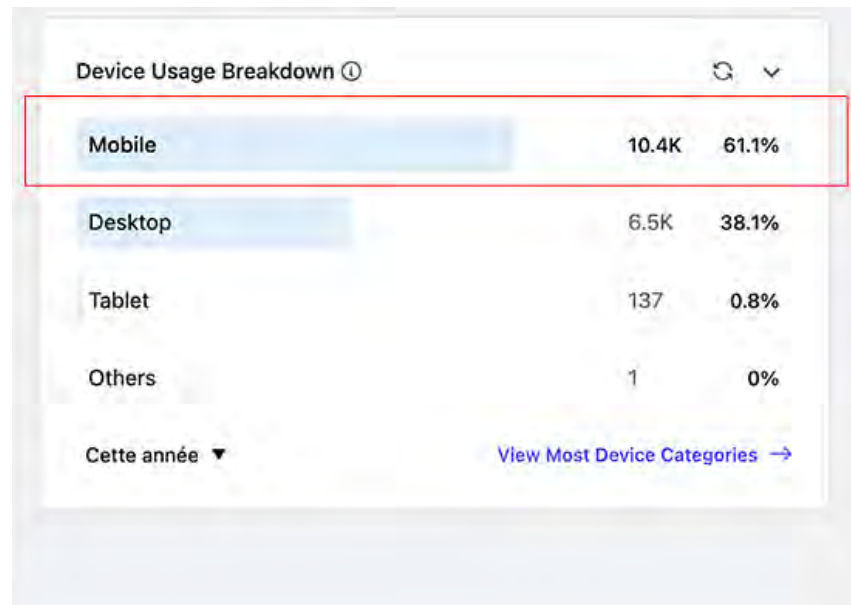 Device Usage Breakdown
Mobile 10.4K 61.1%
Desktop 6.5K 38.1%
Tablet 137 0.8%
Others 1 0%
Cette année ▼ View Most Device Categories →